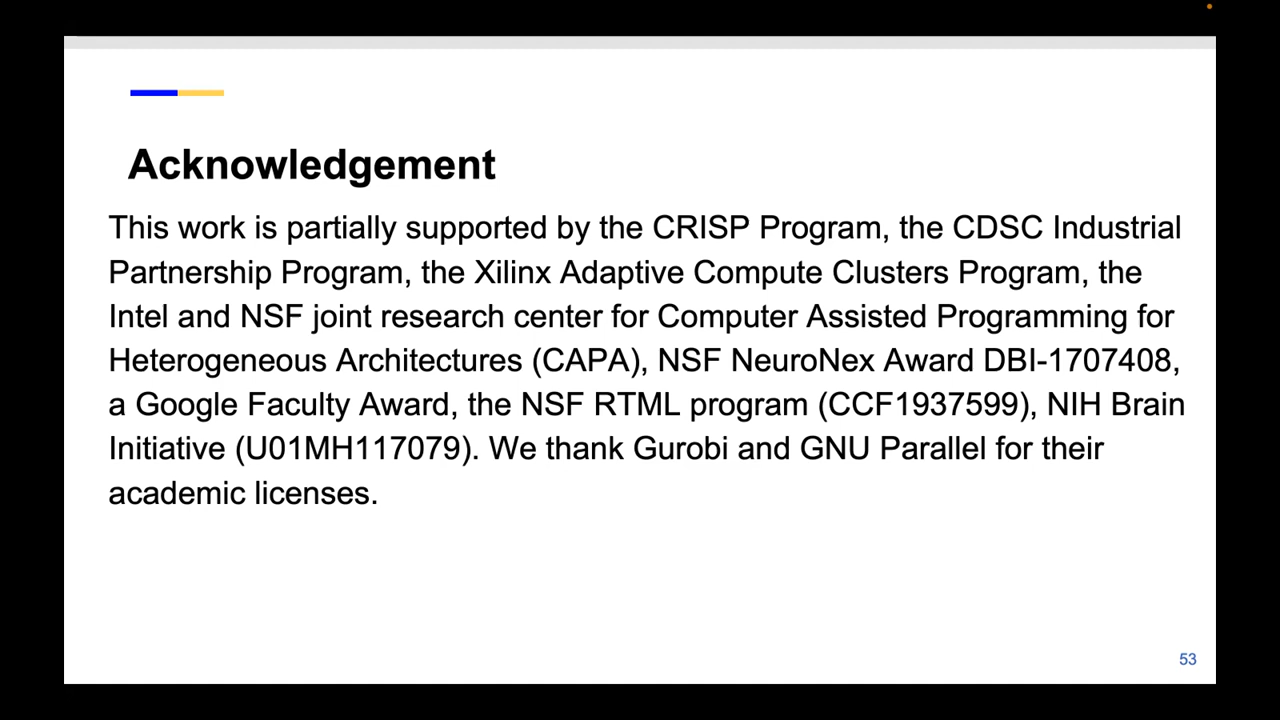 Acknowledgement
This work is partially supported by the CRISP Program, the CDSC Industrial
Partnership Program, the Xilinx Adaptive Compute Clusters Program, the
Intel and NSF joint research center for Computer Assisted Programming for
Heterogeneous Architectures (CAPA), NSF NeuroNex Award DBI-1707408,
a Google Faculty Award, the NSF RTML program (CCF1937599), NIH Brain
Initiative (U01MH117079). We thank Gurobi and GNU Parallel for their
academic licenses.
53